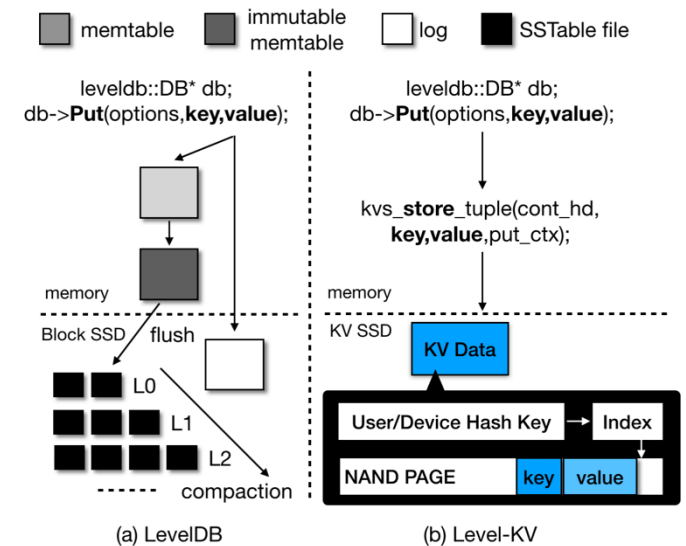 memtable
immutable
memtable
log
SSTable file
leveldb::DB* db;
db->Put(options,key,value);
memory
Block SSD
flush
L0
L1
L2
compaction
(a) LevelDB
leveldb::DB* db;
db->Put(options,key,value);
kvs_store_tuple(cont_hd,
key,value,put_ctx);
memory
KV SSD
KV Data
User/Device Hash Key
Index
NAND PAGE
key
value
(b) Level-KV